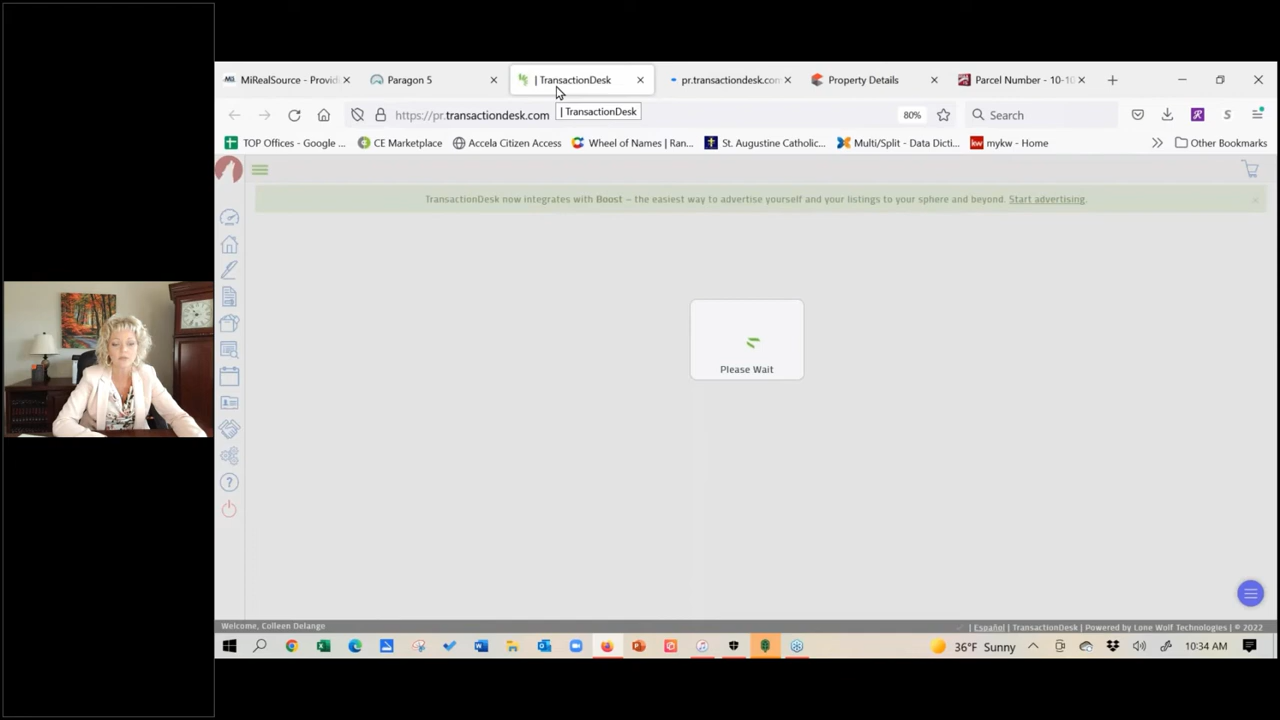 MiRealSource - Providi
Paragon 5
| TransactionDesk
pr.transactiondesk.com
Property Details
Parcel Number - 10-10
https://pr.transactiondesk.com
| TransactionDesk
80%
Search
TOP Offices - Google ...
CE Marketplace
Accela Citizen Access
Wheel of Names | Ran...
St. Augustine Catholic...
Multi/Split - Data Dicti...
kw
mykw - Home
Other Bookmarks
TransactionDesk now integrates with Boost – the easiest way to advertise yourself and your listings to your sphere and beyond. Start advertising.
Please Wait
Welcome, Colleen Delange
| Español | TransactionDesk | Powered by Lone Wolf Technologies | © 2022
36°F Sunny
10:34 AM